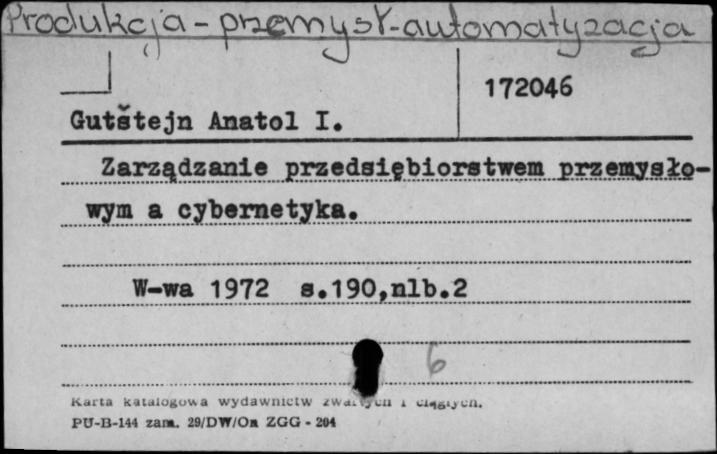 Produkcja - przemysł - automatyzacja
172046
Gutštejn Anatol I.
Zarządzanie przedsiębiorstwem przemysło-
wym a cybernetyka.
W-wa 1972 s.190,nlb.2
6
Karta katalogowa wydawnictw zwartych i ciągłych.
PU-B-144 zam. 29/DW/On ZGG - 204